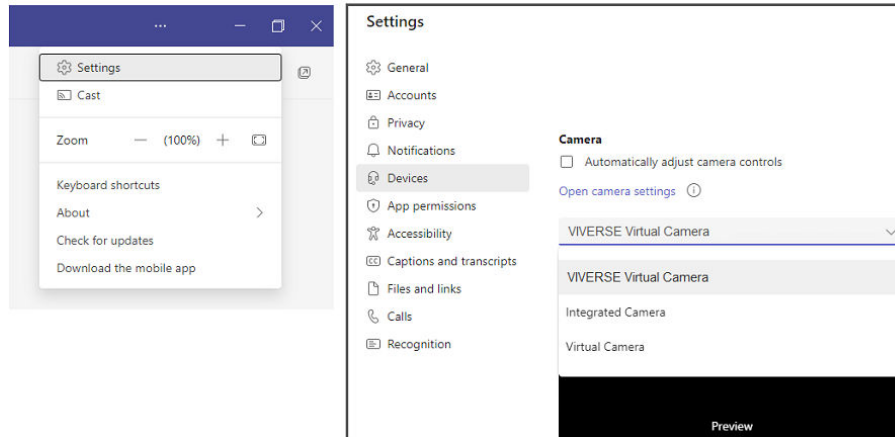 Settings
Cast
Zoom — (100%) +
Keyboard shortcuts
About
Check for updates
Download the mobile app
Settings
General
Accounts
Privacy
Notifications
Devices
App permissions
Accessibility
CC Captions and transcripts
Files and links
Calls
Recognition
Camera
Automatically adjust camera controls
Open camera settings
VIVERSE Virtual Camera
VIVERSE Virtual Camera
Integrated Camera
Virtual Camera
Preview